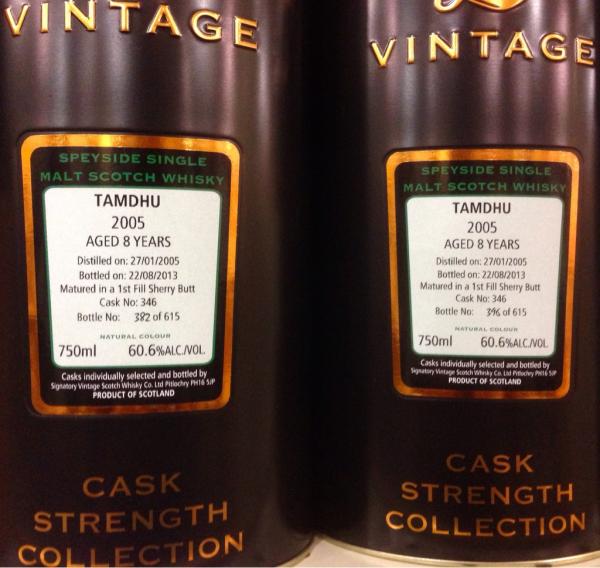 VINTAGE
SPEYSIDE SINGLE
MALT SCOTCH WHISKY
TAMDHU
2005
AGED 8 YEARS
Distilled on: 27/01/2005
Bottled on: 22/08/2013
Matured in a 1st Fill Sherry Butt
Cask No: 346
Bottle No: 382 of 615
NATURAL COLOUR
750ml 60.6%ALC./VOL.
Casks individually selected and bottled by
Signatory Vintage Scotch Whisky Co. Ltd Pitlochry PH16 5JP
PRODUCT OF SCOTLAND
CASK
STRENGTH
COLLECTION
VINTAGE
SPEYSIDE SINGLE
MALT SCOTCH WHISKY
TAMDHU
2005
AGED 8 YEARS
Distilled on: 27/01/2005
Bottled on: 22/08/2013
Matured in a 1st Fill Sherry Butt
Cask No: 346
Bottle No: 396 of 615
NATURAL COLOUR
750ml 60.6%ALC./VOL.
Casks individually selected and bottled by
Signatory Vintage Scotch Whisky Co. Ltd Pitlochry PH16 5JP
PRODUCT OF SCOTLAND
CASK
STRENGTH
COLLECTION